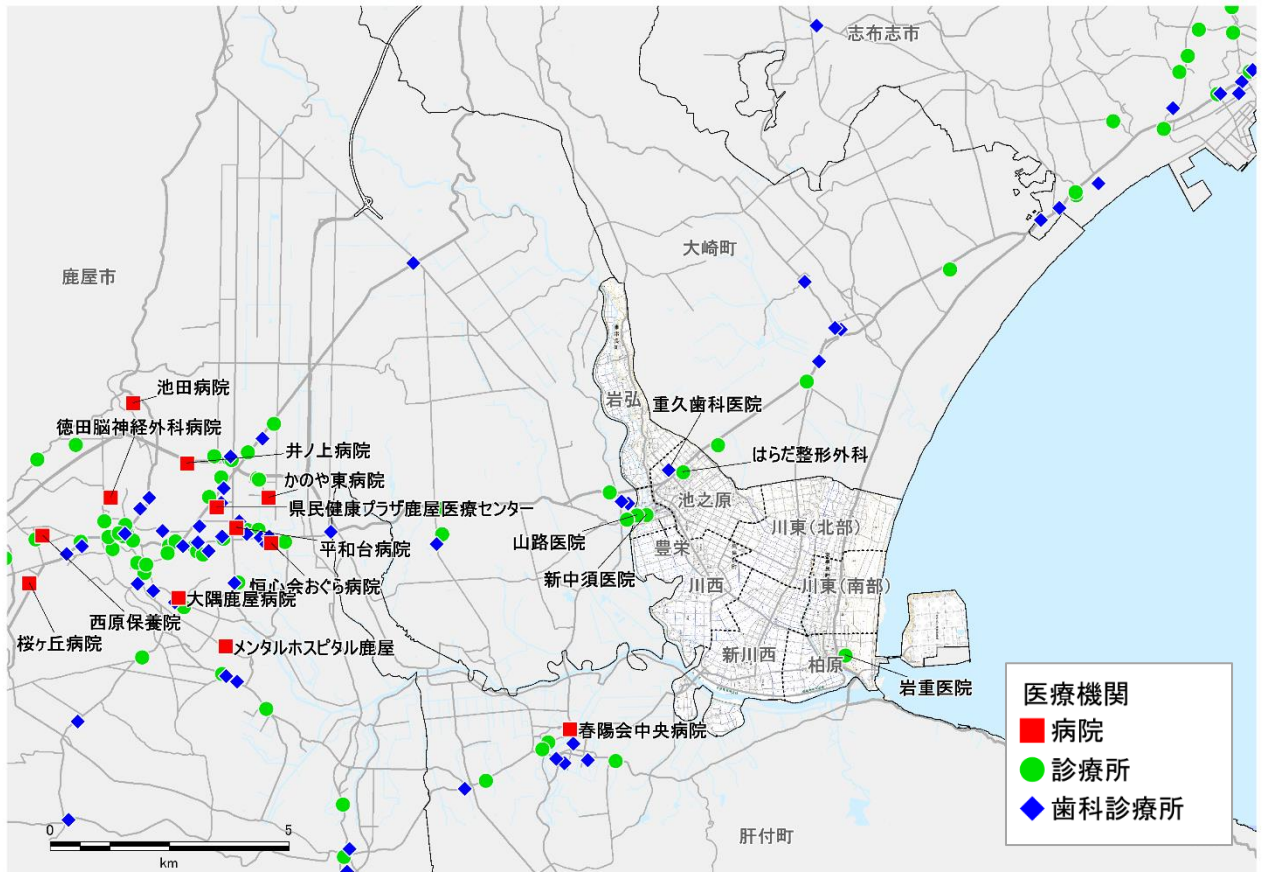 志布志市
大崎町
鹿屋市
池田病院
徳田脳神経外科病院
井ノ上病院
かのや東病院
県民健康プラザ鹿屋医療センター
平和台病院
恒心会おぐら病院
大隅鹿屋病院
西原保養院
桜ヶ丘病院
メンタルホスピタル鹿屋
岩弘
重久歯科医院
はらだ整形外科
池之原
川東(北部)
山路医院
豊栄
新中須医院
川西
川東(南部)
新川西
柏原
岩重医院
春陽会中央病院
肝付町
医療機関
病院
診療所
歯科診療所
0 5
km